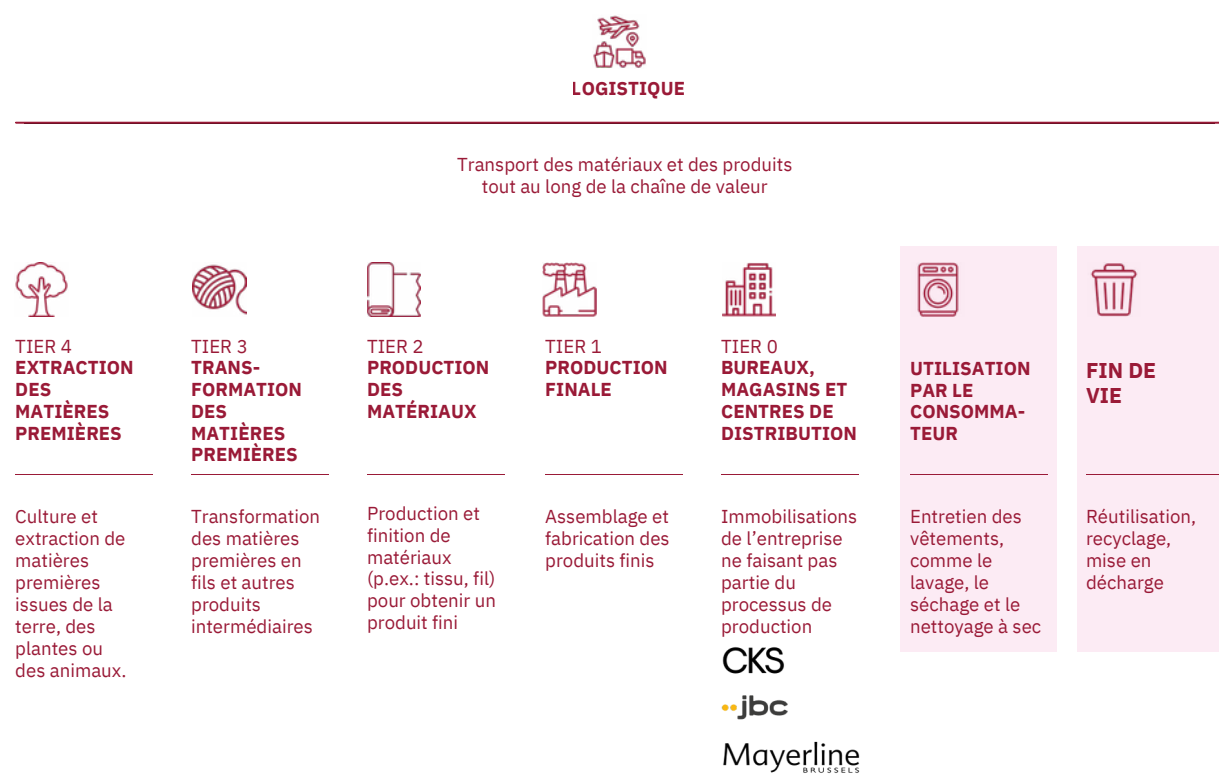 LOGISTIQUE
Transport des matériaux et des produits
tout au long de la chaîne de valeur
TIER 4
EXTRACTION
DES
MATIÈRES
PREMIÈRES
Culture et
extraction de
matières
premières
issues de la
terre, des
plantes ou
des animaux.
TIER 3
TRANS-
FORMATION
DES
MATIÈRES
PREMIÈRES
Transformation
des matières
premières en
fils et autres
produits
intermédiaires
TIER 2
PRODUCTION
DES
MATÉRIAUX
Production et
finition de
matériaux
(p.ex.: tissu, fil)
pour obtenir un
produit fini
TIER 1
PRODUCTION
FINALE
Assemblage et
fabrication des
produits finis
TIER 0
BUREAUX,
MAGASINS ET
CENTRES DE
DISTRIBUTION
Immobilisations
de l’entreprise
ne faisant pas
partie du
processus de
production
CKS
jbc
Mayerline
BRUSSELS
UTILISATION
PAR LE
CONSOMMA-
TEUR
Entretien des
vêtements,
comme le
lavage, le
séchage et le
nettoyage à sec
FIN DE
VIE
Réutilisation,
recyclage,
mise en
décharge